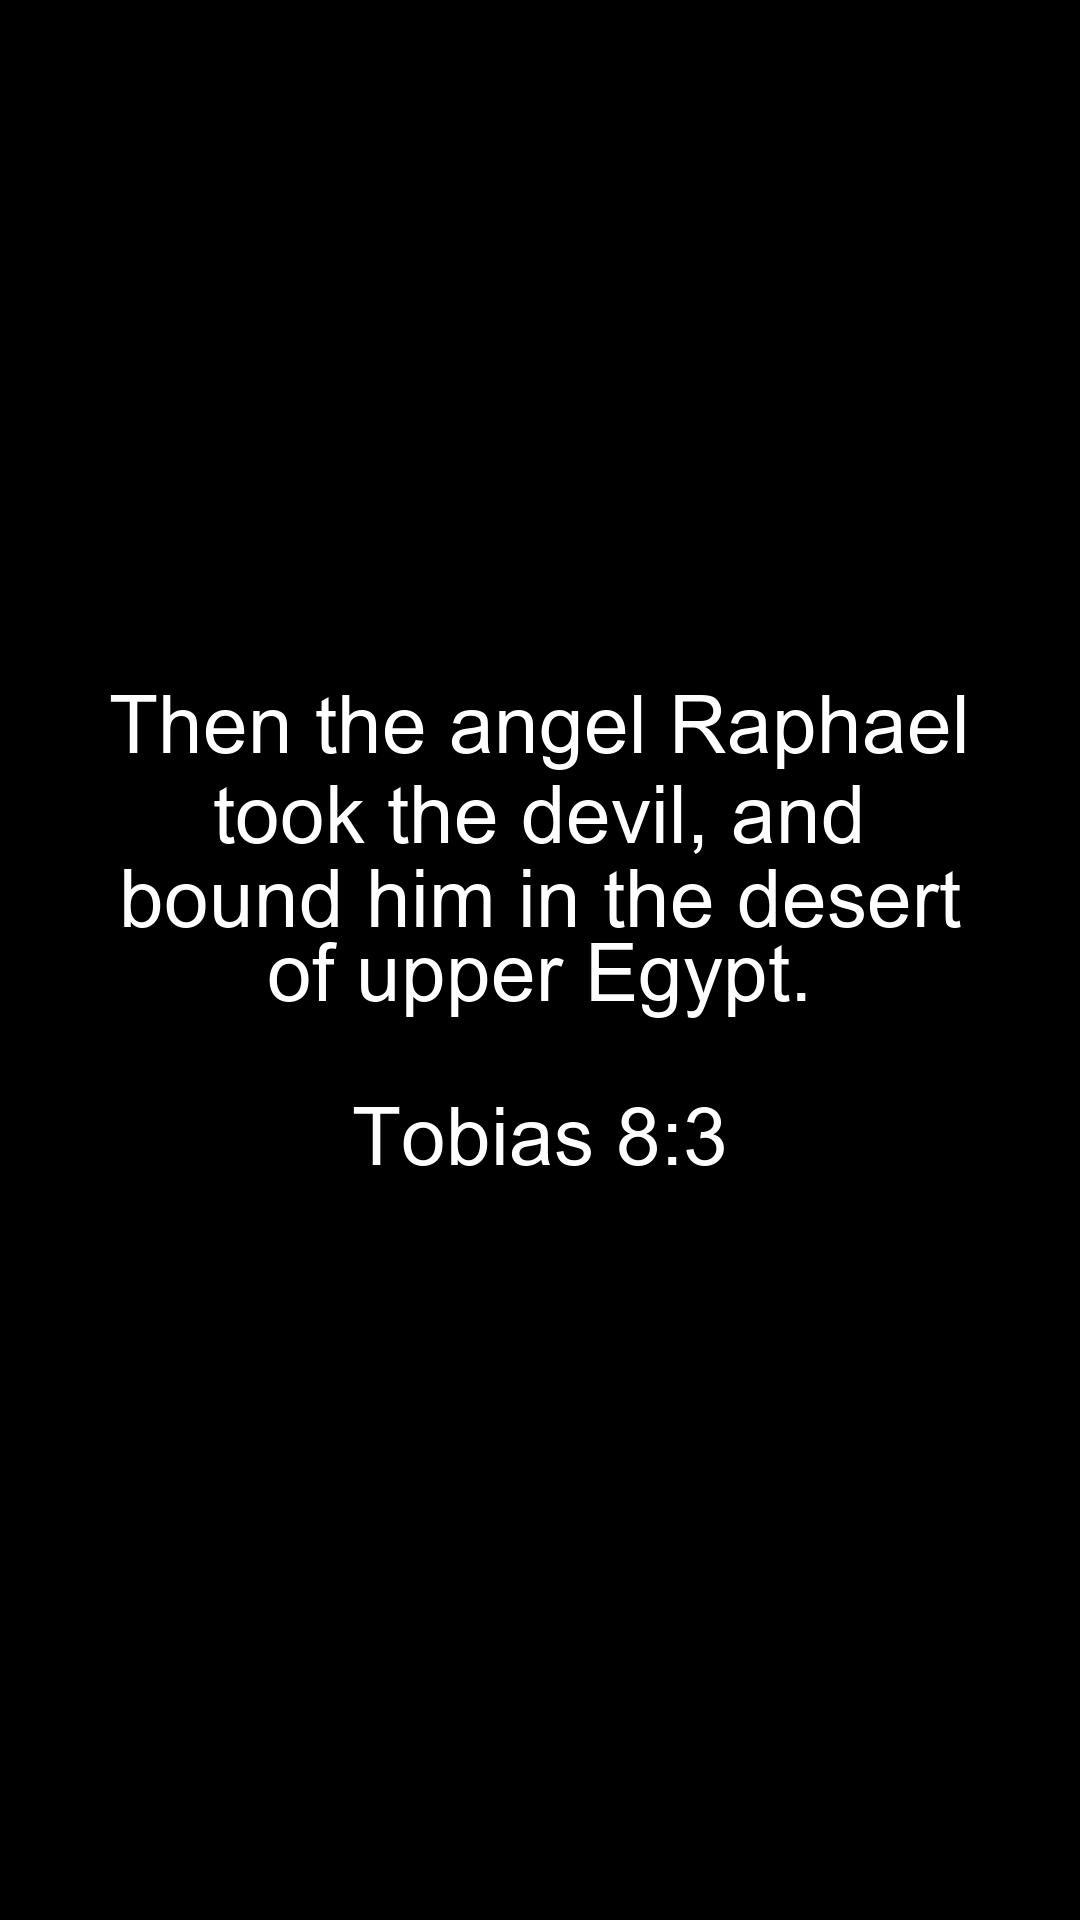 Then the angel Raphael
took the devil, and
bound him in the desert
of upper Egypt.
Tobias 8:3